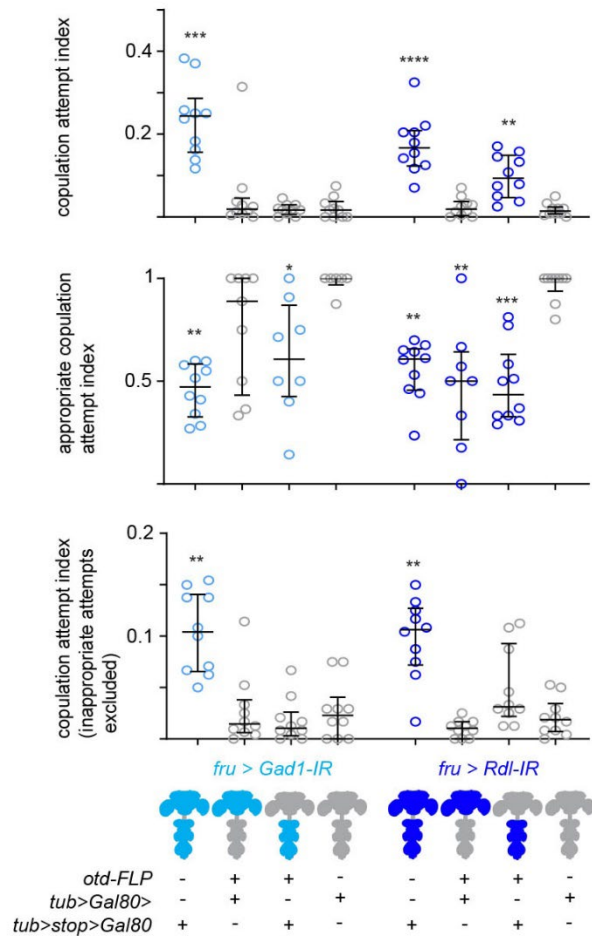 copulation attempt index
0.4
0.2
***
****
**
appropriate copulation
attempt index
1
0.5
**
*
**
**
***
copulation attempt index
(inappropriate attempts
excluded)
0.2
0.1
**
**
fru > Gad1-IR fru > Rdl-IR
otd-FLP - + + - - + + -
tub>Gal80> - + - + - + - +
tub>stop>Gal80 + - + - + - + -